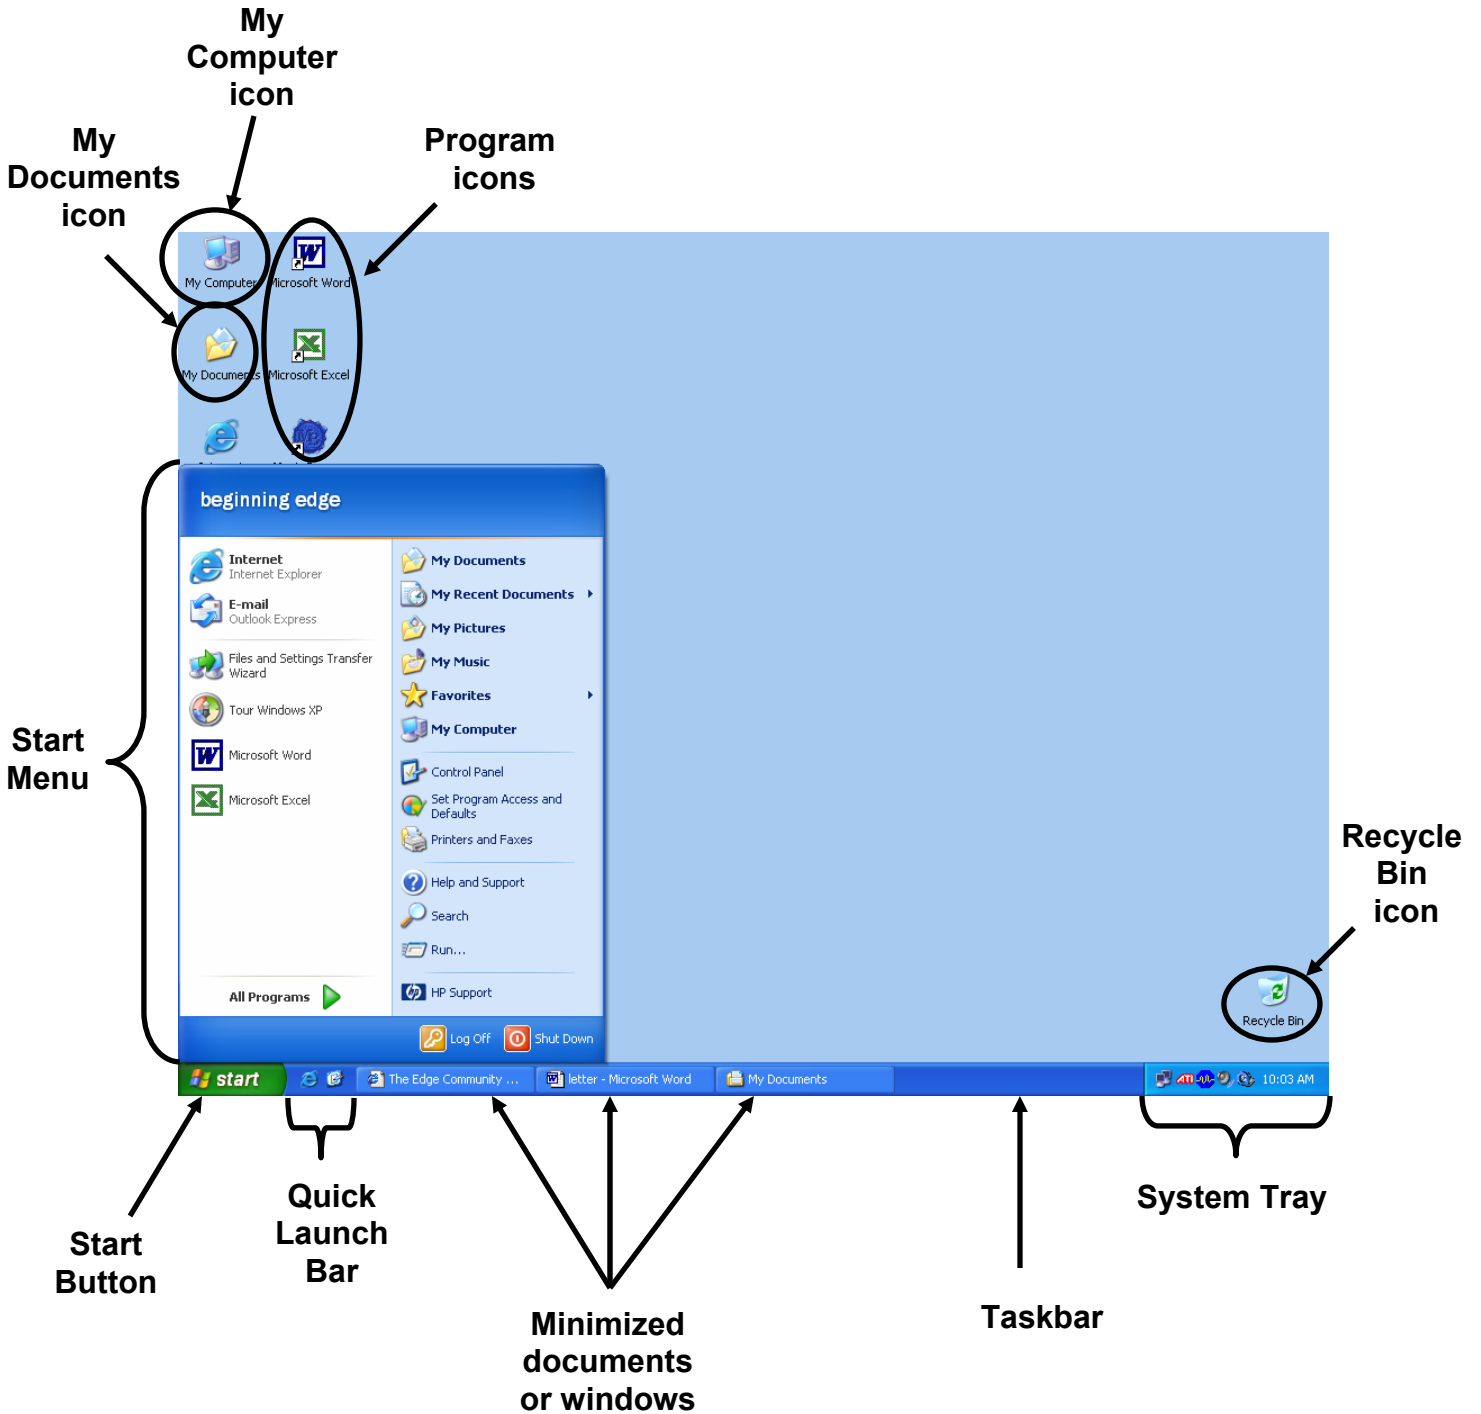 My
Computer
icon
My
Documents
icon
Program
icons
My Computer
Microsoft Word
My Documents
Microsoft Excel
beginning edge
Internet
Internet Explorer
E-mail
Outlook Express
Files and Settings Transfer
Wizard
Tour Windows XP
Microsoft Word
Microsoft Excel
All Programs
My Documents
My Recent Documents
My Pictures
My Music
Favorites
My Computer
Control Panel
Set Program Access and
Defaults
Printers and Faxes
Help and Support
Search
Run...
HP Support
Log Off
Shut Down
Start
Menu
Recycle
Bin
icon
Recycle Bin
start
The Edge Community ...
letter - Microsoft Word
My Documents
ATI
10:03 AM
Start
Button
Quick
Launch
Bar
Minimized
documents
or windows
Taskbar
System Tray